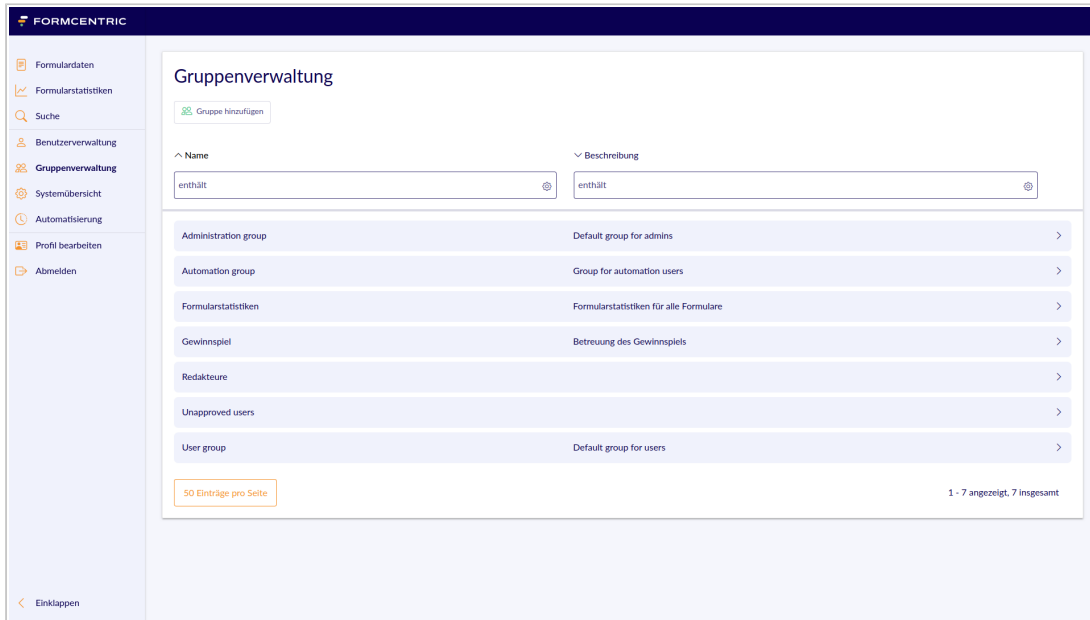 FORMCENTRIC
Formulardaten
Formularstatistiken
Suche
Benutzerverwaltung
Gruppenverwaltung
Systemübersicht
Automatisierung
Profil bearbeiten
Abmelden
Einklappen
Gruppenverwaltung
Gruppe hinzufügen
Name Beschreibung
enthält enthält
Administration group Default group for admins
Automation group Group for automation users
Formularstatistiken Formularstatistiken für alle Formulare
Gewinnspiel Betreuung des Gewinnspiels
Redakteure
Unapproved users
User group Default group for users
50 Einträge pro Seite 1 - 7 angezeigt, 7 insgesamt